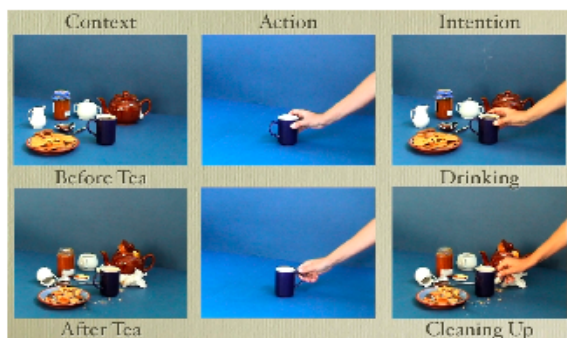 Context Action Intention
Before Tea Drinking
After Tea Cleaning Up